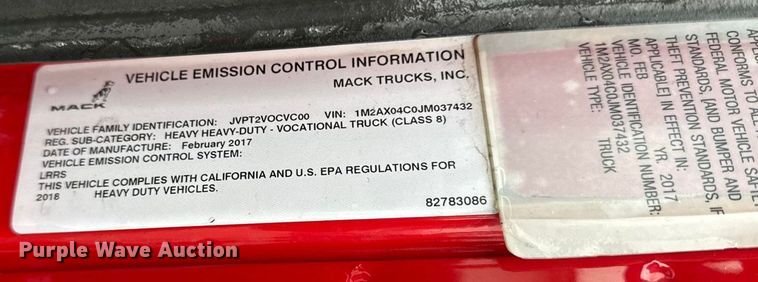 VEHICLE EMISSION CONTROL INFORMATION
MACK TRUCKS, INC.
MACK
VEHICLE FAMILY IDENTIFICATION: JVPT2VOCVC00 VIN: 1M2AX04C0JM037432
REG. SUB-CATEGORY: HEAVY HEAVY-DUTY - VOCATIONAL TRUCK (CLASS 8)
DATE OF MANUFACTURE: February 2017
VEHICLE EMISSION CONTROL SYSTEM:
LRRS
THIS VEHICLE COMPLIES WITH CALIFORNIA AND U.S. EPA REGULATIONS FOR
2018 HEAVY DUTY VEHICLES.
82783086
CONFORMS TO ALL
FEDERAL MOTOR VEHICLE SAFETY
STANDARDS, [AND BUMPER AND
THEFT PREVENTION STANDARDS, IF
APPLICABLE] IN EFFECT IN:
MO. FEB YR. 2017
VEHICLE IDENTIFICATION NUMBER:
1M2AX04C0JM037432
VEHICLE TYPE: TRUCK
Purple Wave Auction